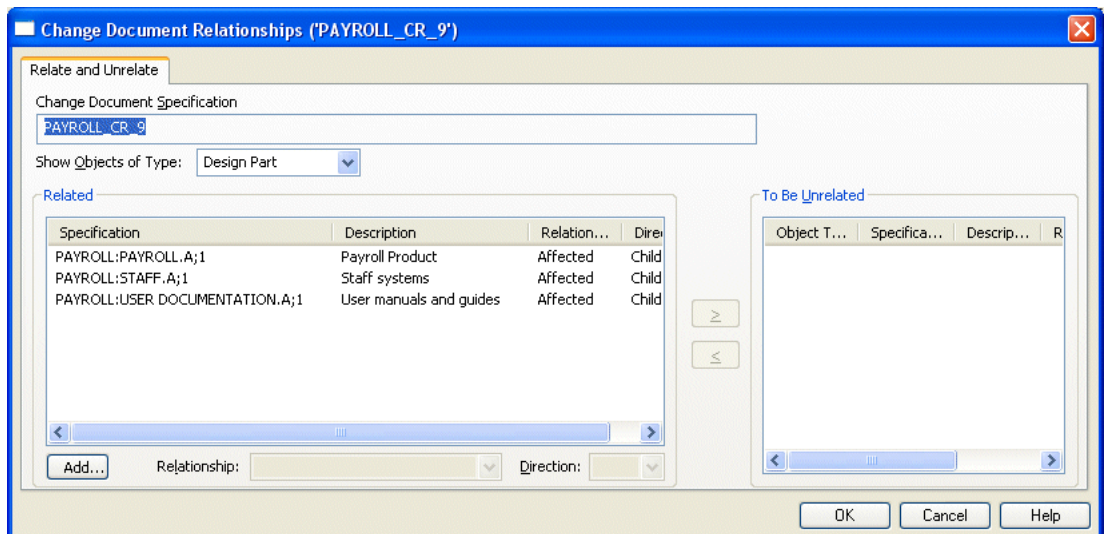 Change Document Relationships ('PAYROLL_CR_9')
Relate and Unrelate
Change Document Specification
PAYROLL_CR_9
Show Objects of Type: Design Part
Related
Specification Description Relation... Dire
PAYROLL:PAYROLL.A;1 Payroll Product Affected Child
PAYROLL:STAFF.A;1 Staff systems Affected Child
PAYROLL:USER DOCUMENTATION.A;1 User manuals and guides Affected Child
Add... Relationship: Direction:
≥
≤
To Be Unrelated
Object T... Specifica... Descrip... R
OK Cancel Help